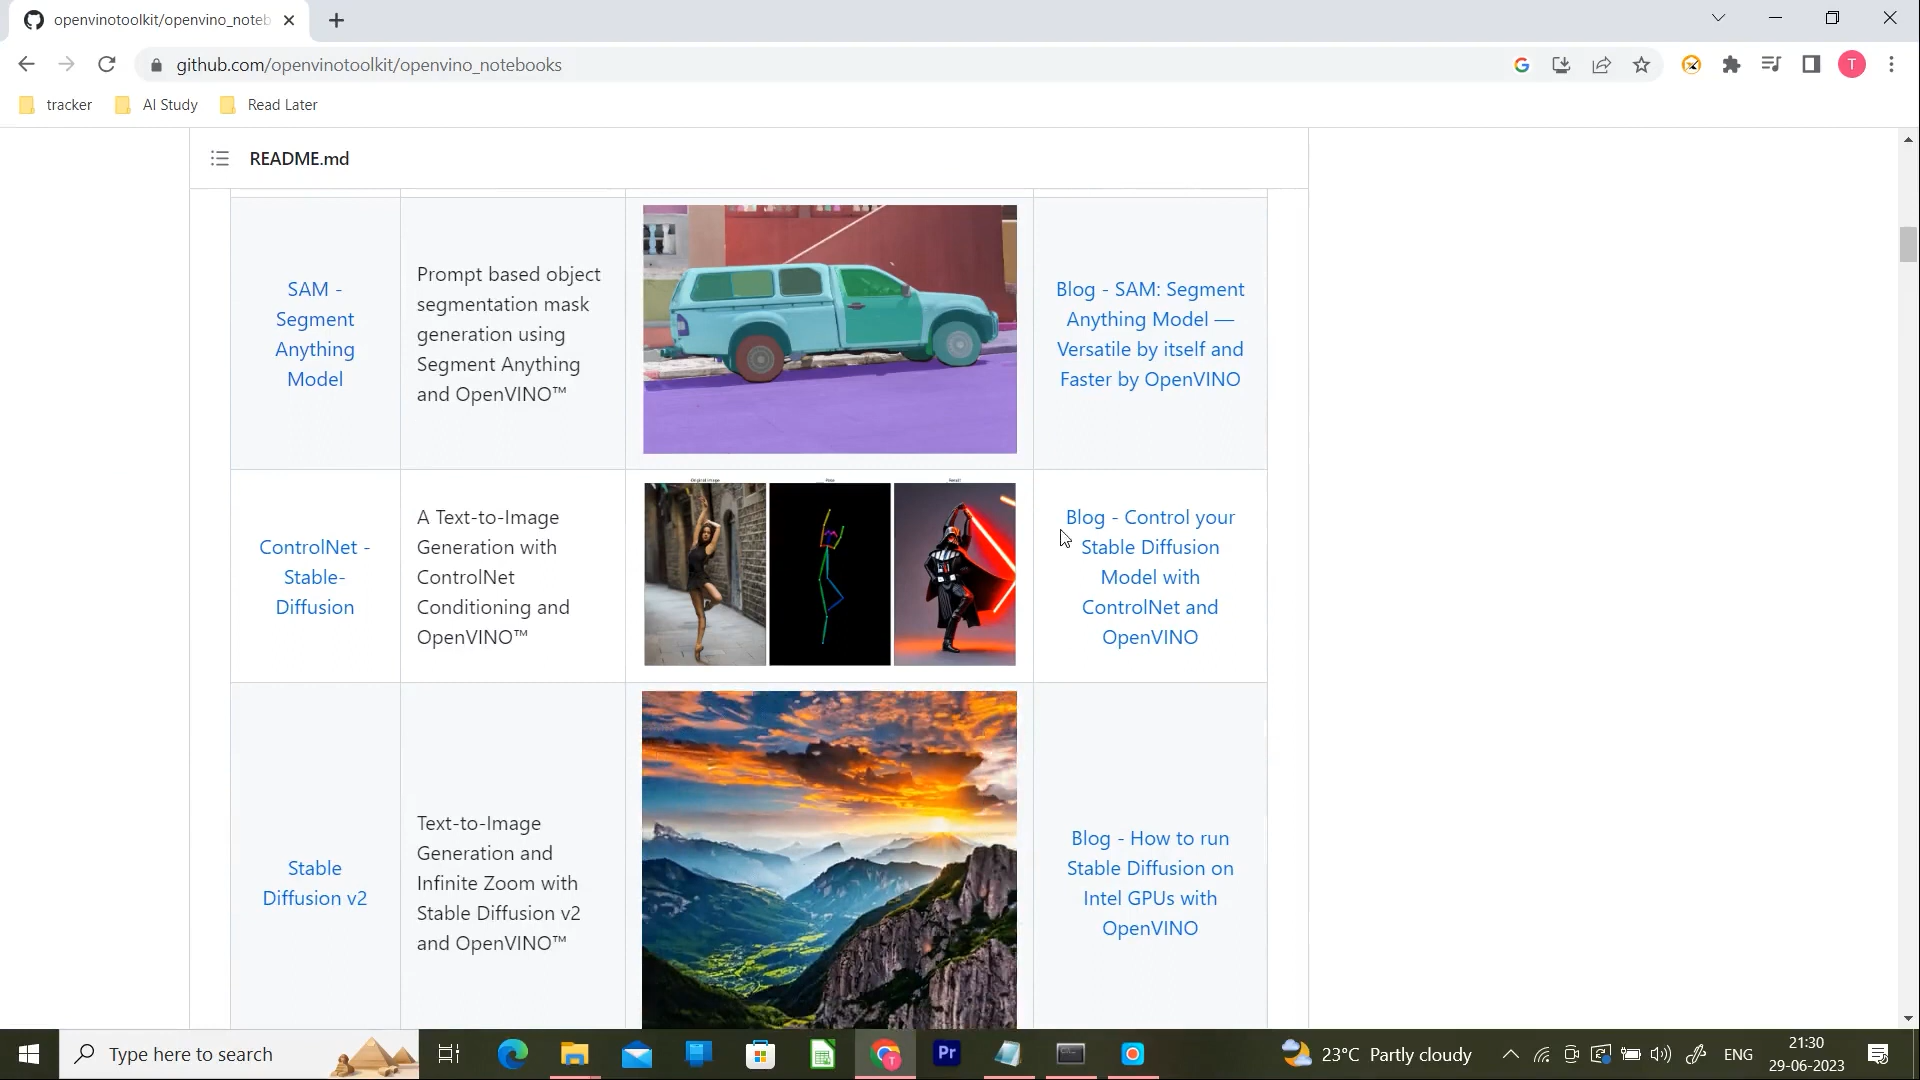 openvinotoolkit/openvino_noteb
github.com/openvinotoolkit/openvino_notebooks
T
tracker
AI Study
Read Later
README.md
SAM -
Segment
Anything
Model
Prompt based object
segmentation mask
generation using
Segment Anything
and OpenVINO™
Blog - SAM: Segment
Anything Model —
Versatile by itself and
Faster by OpenVINO
ControlNet -
Stable-
Diffusion
A Text-to-Image
Generation with
ControlNet
Conditioning and
OpenVINO™
Original image
Pose
Result
Blog - Control your
Stable Diffusion
Model with
ControlNet and
OpenVINO
Stable
Diffusion v2
Text-to-Image
Generation and
Infinite Zoom with
Stable Diffusion v2
and OpenVINO™
Blog - How to run
Stable Diffusion on
Intel GPUs with
OpenVINO
Type here to search
T
Pr
23°C Partly cloudy
ENG
21:30
29-06-2023